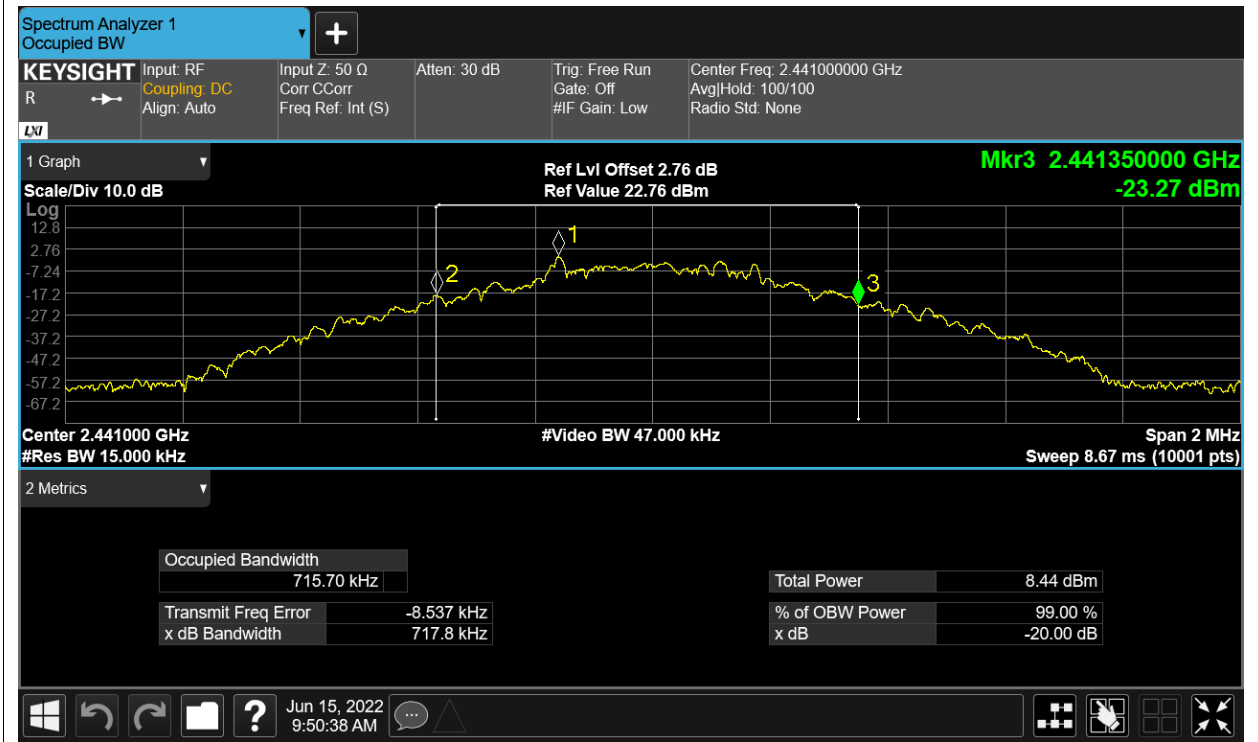 Spectrum Analyzer 1
Occupied BW
KEYSIGHT
R
LXI
Input: RF
Coupling: DC
Align: Auto
Input Z: 50 Ω
Corr CCorr
Freq Ref: Int (S)
Atten: 30 dB
Trig: Free Run
Gate: Off
#IF Gain: Low
Center Freq: 2.441000000 GHz
Avg|Hold: 100/100
Radio Std: None
1 Graph
Scale/Div 10.0 dB
Ref Lvl Offset 2.76 dB
Ref Value 22.76 dBm
Mkr3 2.441350000 GHz
-23.27 dBm
Log
12.8
2.76
-7.24
-17.2
-27.2
-37.2
-47.2
-57.2
-67.2
1
2
3
Center 2.441000 GHz
#Res BW 15.000 kHz
#Video BW 47.000 kHz
Span 2 MHz
Sweep 8.67 ms (10001 pts)
2 Metrics
Occupied Bandwidth
715.70 kHz
Transmit Freq Error -8.537 kHz
x dB Bandwidth 717.8 kHz
Total Power 8.44 dBm
% of OBW Power 99.00 %
x dB -20.00 dB
?
Jun 15, 2022
9:50:38 AM